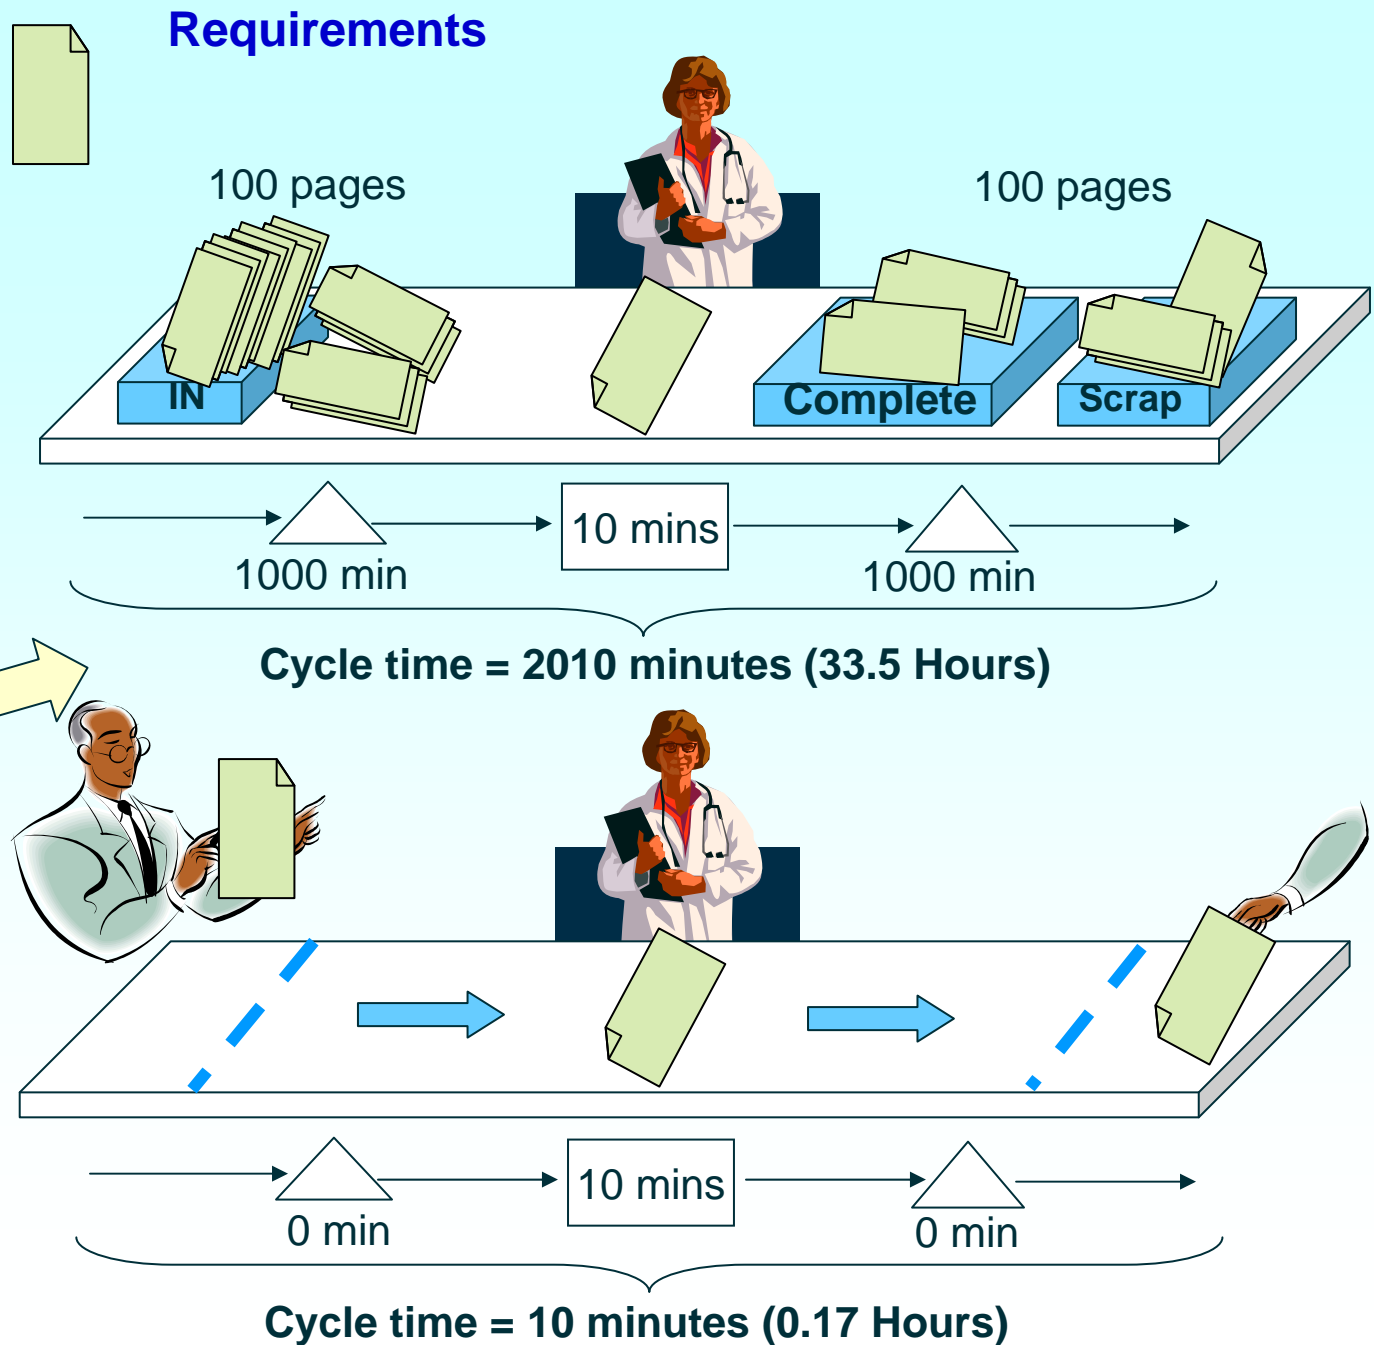 Requirements
100 pages
100 pages
IN
Complete
Scrap
10 mins
1000 min
1000 min
Cycle time = 2010 minutes (33.5 Hours)
10 mins
0 min
0 min
Cycle time = 10 minutes (0.17 Hours)